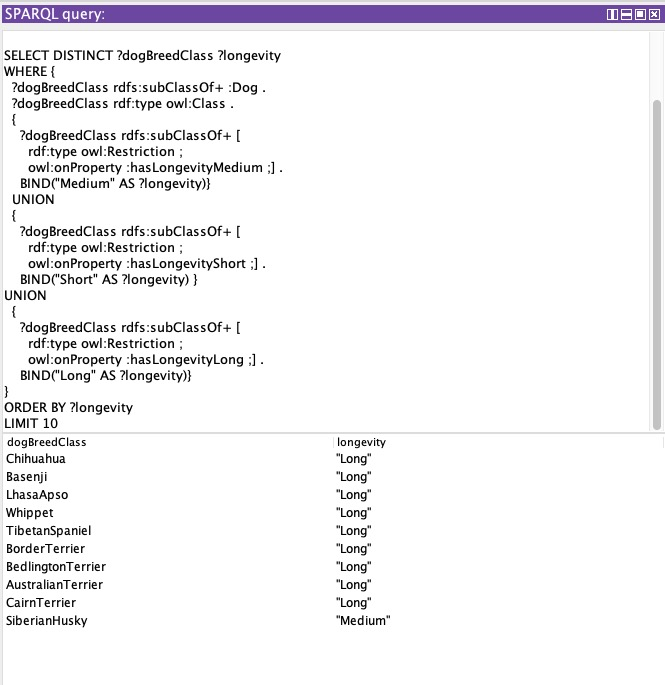 SPARQL query:
SELECT DISTINCT ?dogBreedClass ?longevity
WHERE {
?dogBreedClass rdfs:subClassOf+ :Dog .
?dogBreedClass rdf:type owl:Class .
{
?dogBreedClass rdfs:subClassOf+ [
rdf:type owl:Restriction ;
owl:onProperty :hasLongevityMedium ;] .
BIND("Medium" AS ?longevity)}
UNION
{
?dogBreedClass rdfs:subClassOf+ [
rdf:type owl:Restriction ;
owl:onProperty :hasLongevityShort ;] .
BIND("Short" AS ?longevity) }
UNION
{
?dogBreedClass rdfs:subClassOf+ [
rdf:type owl:Restriction ;
owl:onProperty :hasLongevityLong ;] .
BIND("Long" AS ?longevity)}
}
ORDER BY ?longevity
LIMIT 10
dogBreedClass longevity
Chihuahua "Long"
Basenji "Long"
LhasaApso "Long"
Whippet "Long"
TibetanSpaniel "Long"
BorderTerrier "Long"
BedlingtonTerrier "Long"
AustralianTerrier "Long"
CairnTerrier "Long"
SiberianHusky "Medium"